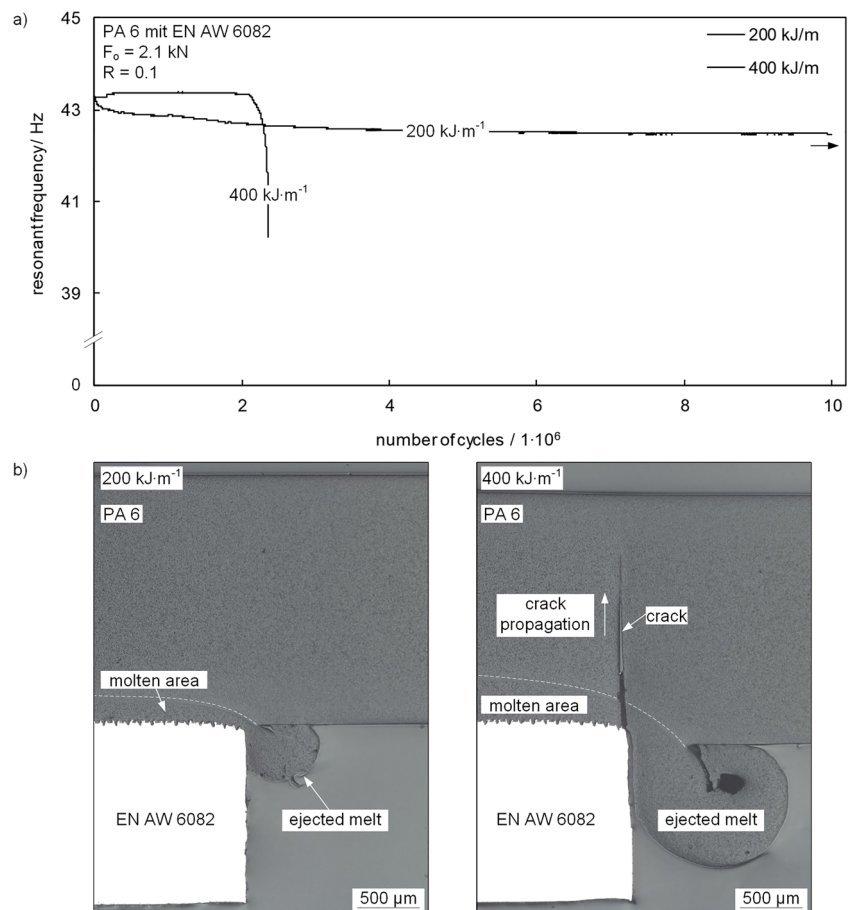 a)
45
43
41
39
0
resonant frequency / Hz
PA 6 mit EN AW 6082
Fₒ = 2.1 kN
R = 0.1
200 kJ/m
400 kJ/m
200 kJ·m⁻¹
400 kJ·m⁻¹
0 2 4 6 8 10
number of cycles / 1·10⁶
b)
200 kJ·m⁻¹
PA 6
molten area
EN AW 6082
ejected melt
500 µm
400 kJ·m⁻¹
PA 6
crack
propagation
crack
molten area
EN AW 6082
ejected melt
500 µm